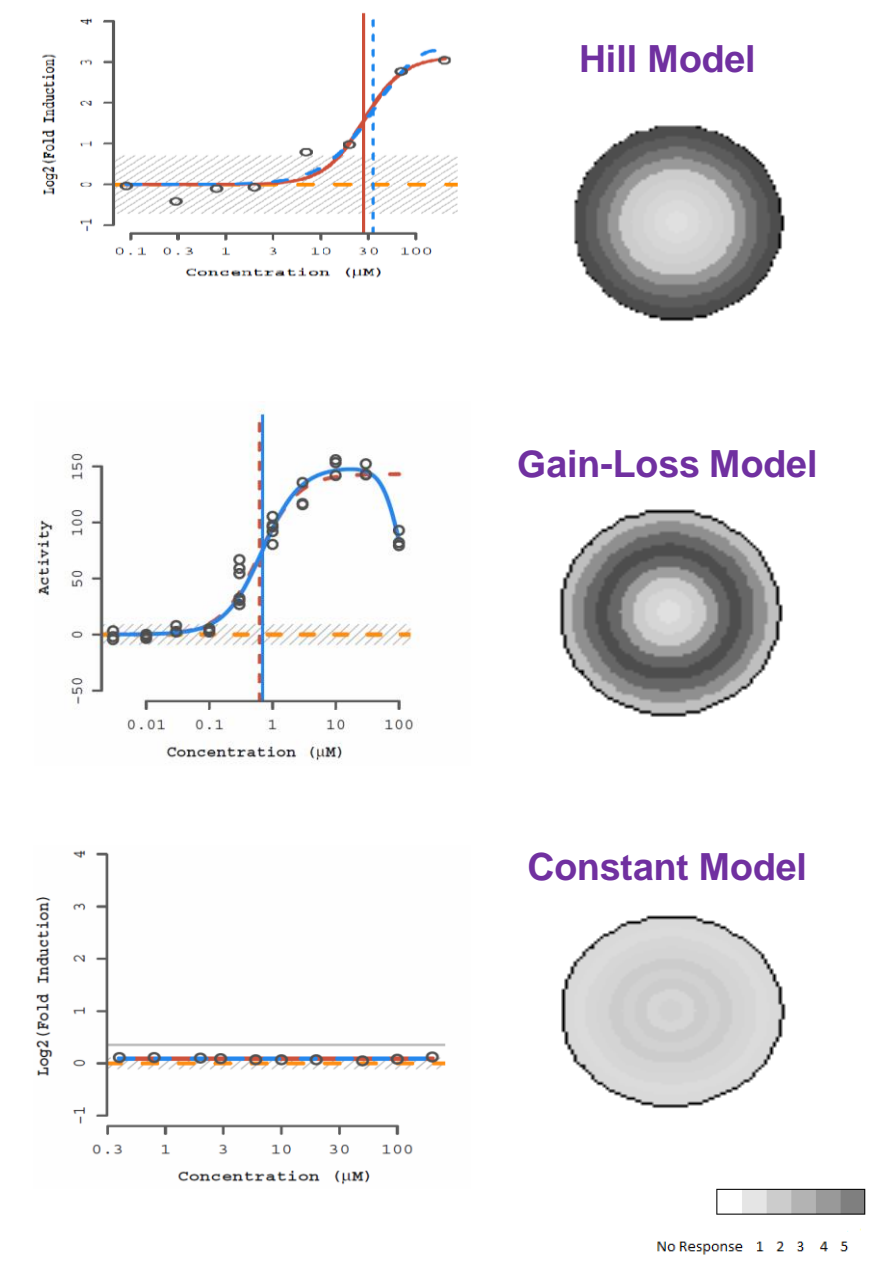 Hill Model
Log2(Fold Induction)
4
3
2
1
0
-1
0.1 0.3 1 3 10 30 100
Concentration (µM)
Gain-Loss Model
Activity
150
100
50
0
-50
0.01 0.1 1 10 100
Concentration (µM)
Constant Model
Log2(Fold Induction)
4
3
2
1
0
-1
0.3 1 3 10 30 100
Concentration (µM)
No Response 1 2 3 4 5